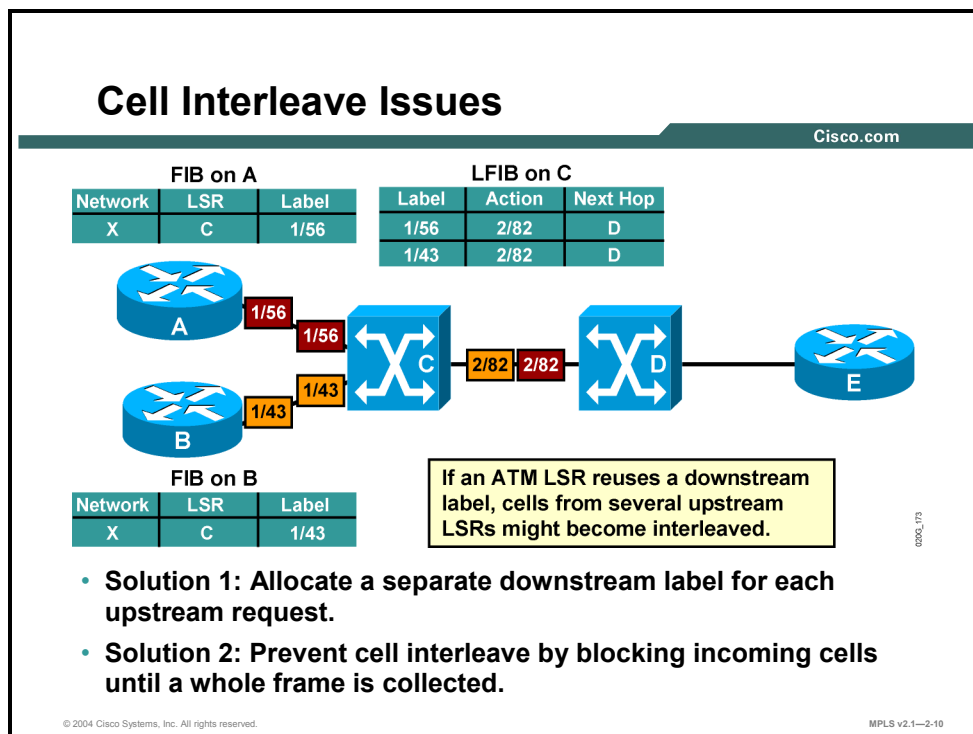 Cell Interleave Issues
Cisco.com
FIB on A
Network LSR Label
X C 1/56
LFIB on C
Label Action Next Hop
1/56 2/82 D
1/43 2/82 D
A
1/56
1/56
C
2/82 2/82
D
E
1/43
1/43
B
FIB on B
Network LSR Label
X C 1/43
If an ATM LSR reuses a downstream
label, cells from several upstream
LSRs might become interleaved.
020G_173
• Solution 1: Allocate a separate downstream label for each
upstream request.
• Solution 2: Prevent cell interleave by blocking incoming cells
until a whole frame is collected.
© 2004 Cisco Systems, Inc. All rights reserved.
MPLS v2.1—2-10